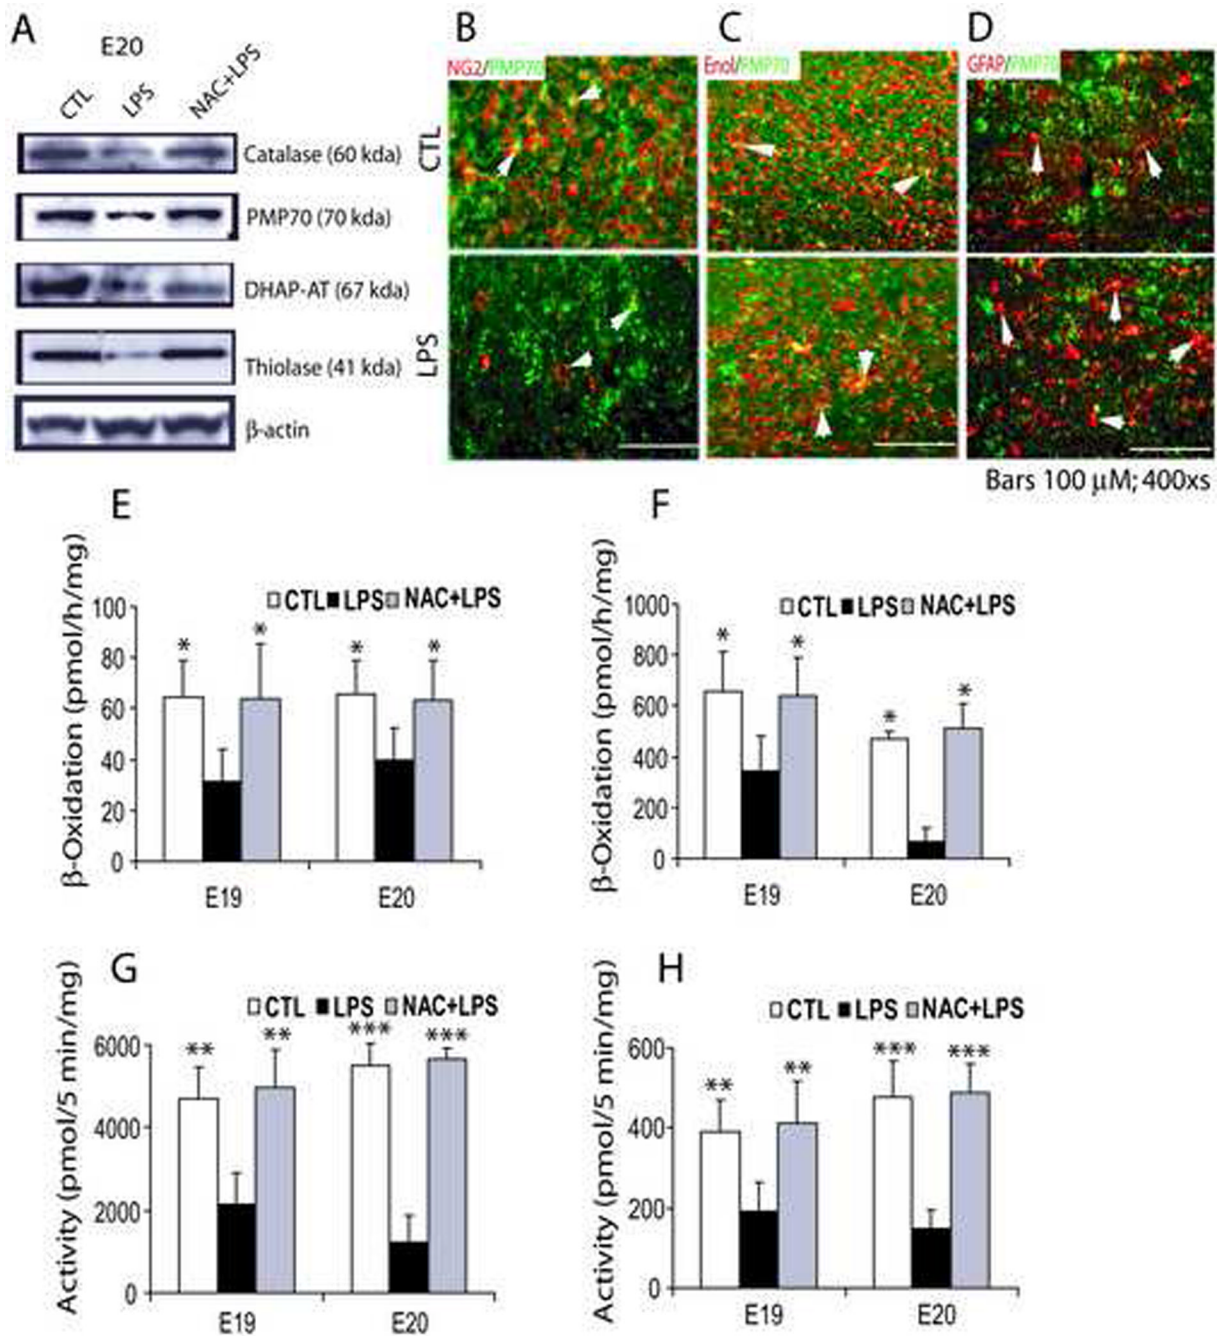 A
E20
CTL LPS NAC+LPS
Catalase (60 kda)
PMP70 (70 kda)
DHAP-AT (67 kda)
Thiolase (41 kda)
β-actin
B C D
NG2/PMP70 Enol/PMP70 GFAP/PMP70
CTL
LPS
Bars 100 μM; 400xs
E
β-Oxidation (pmol/h/mg)
CTL LPS NAC+LPS
100
80
60
40
20
0
* * * *
E19 E20
F
β-Oxidation (pmol/h/mg)
CTL LPS NAC+LPS
1000
800
600
400
200
0
* * * *
E19 E20
G
Activity (pmol/5 min/mg)
CTL LPS NAC+LPS
6000
4000
2000
0
** ** *** ***
E19 E20
H
Activity (pmol/5 min/mg)
CTL LPS NAC+LPS
600
400
200
0
** ** *** ***
E19 E20